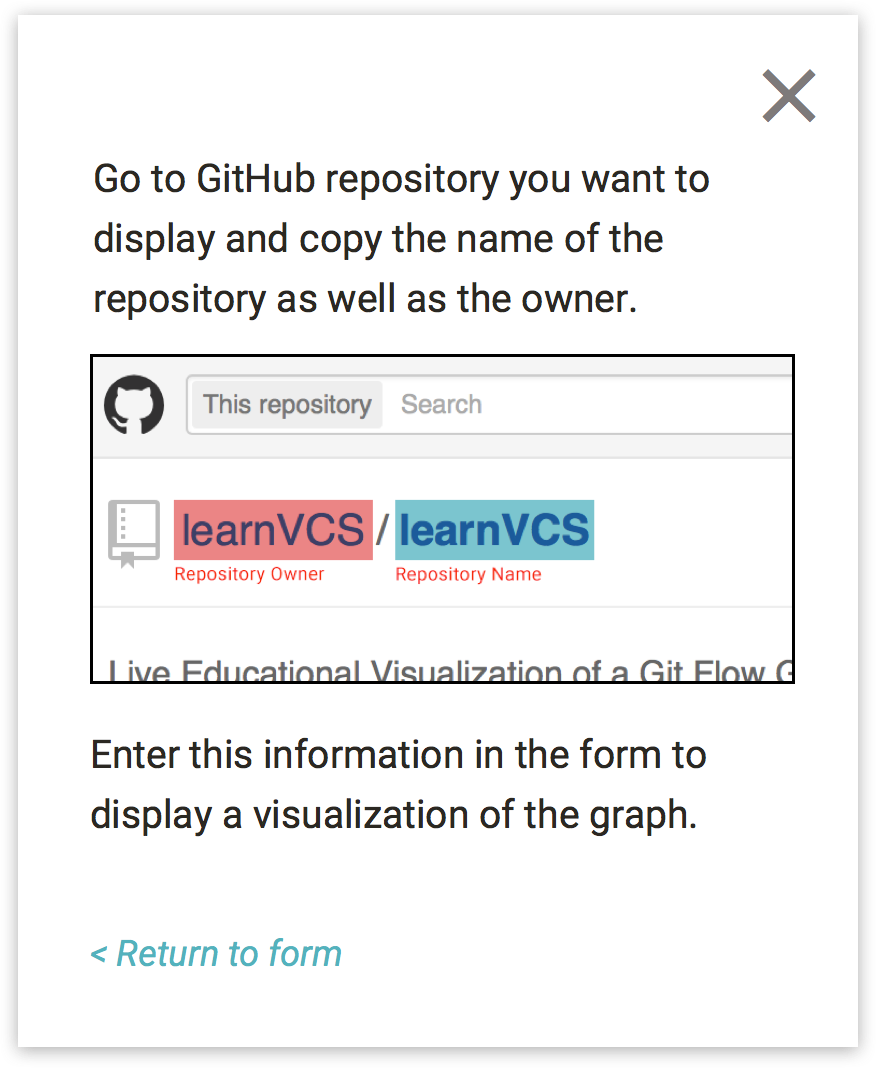 Go to GitHub repository you want to
display and copy the name of the
repository as well as the owner.
This repository Search
learnVCS / learnVCS
Repository Owner Repository Name
Live Educational Visualization of a Git Flow
Enter this information in the form to
display a visualization of the graph.
< Return to form